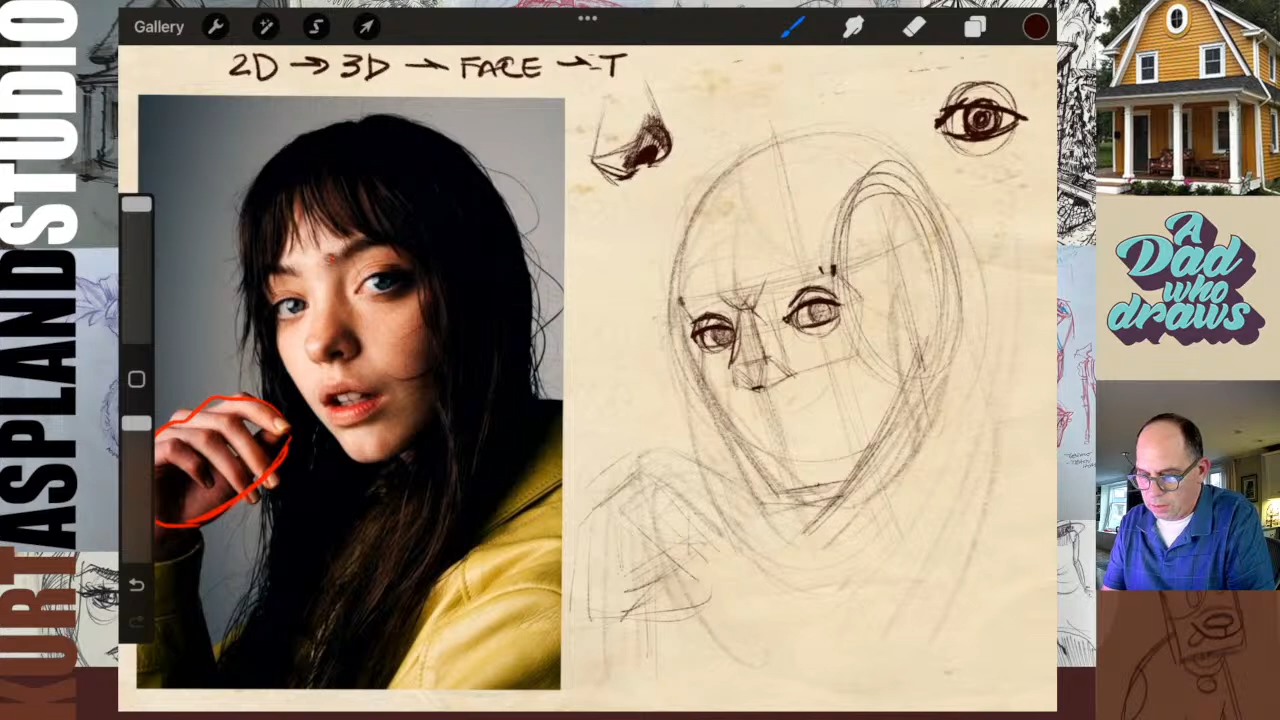 Gallery
2D → 3D → FACE → T
KURT ASPLAND STUDIO
A
Dad
who
draws